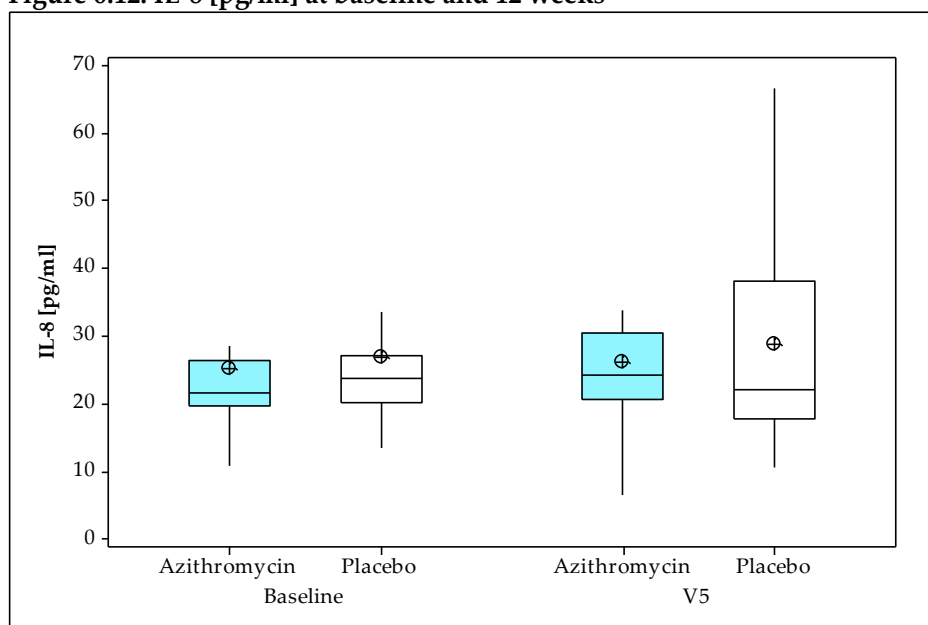 Figure 6.12: IL-8 [pg/ml] at baseline and 12 weeks
70
60
50
40
30
20
10
0
IL-8 [pg/ml]
Azithromycin Placebo Azithromycin Placebo
Baseline V5